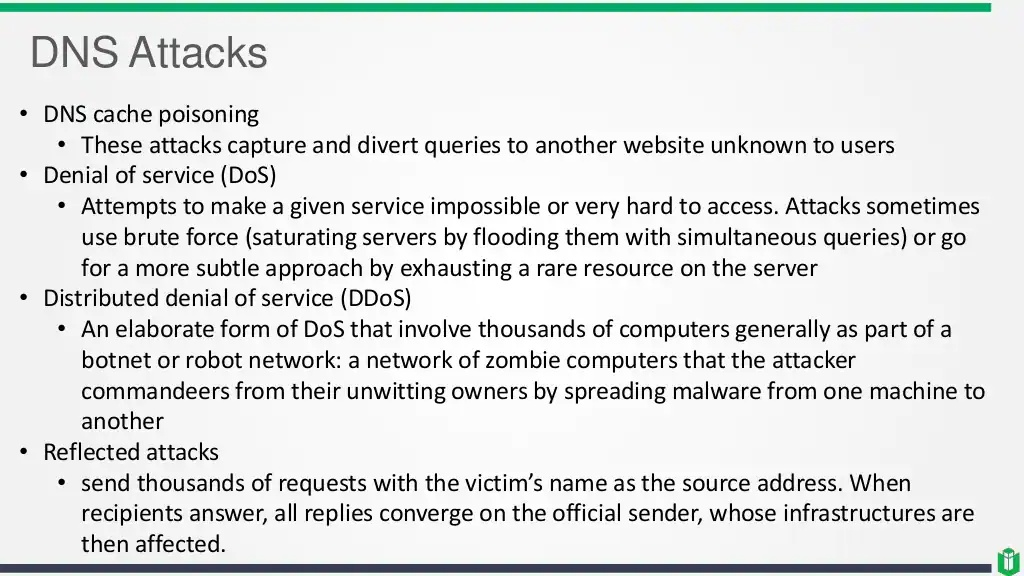 DNS Attacks
• DNS cache poisoning
• These attacks capture and divert queries to another website unknown to users
• Denial of service (DoS)
• Attempts to make a given service impossible or very hard to access. Attacks sometimes
use brute force (saturating servers by flooding them with simultaneous queries) or go
for a more subtle approach by exhausting a rare resource on the server
• Distributed denial of service (DDoS)
• An elaborate form of DoS that involve thousands of computers generally as part of a
botnet or robot network: a network of zombie computers that the attacker
commandeers from their unwitting owners by spreading malware from one machine to
another
• Reflected attacks
• send thousands of requests with the victim’s name as the source address. When
recipients answer, all replies converge on the official sender, whose infrastructures are
then affected.